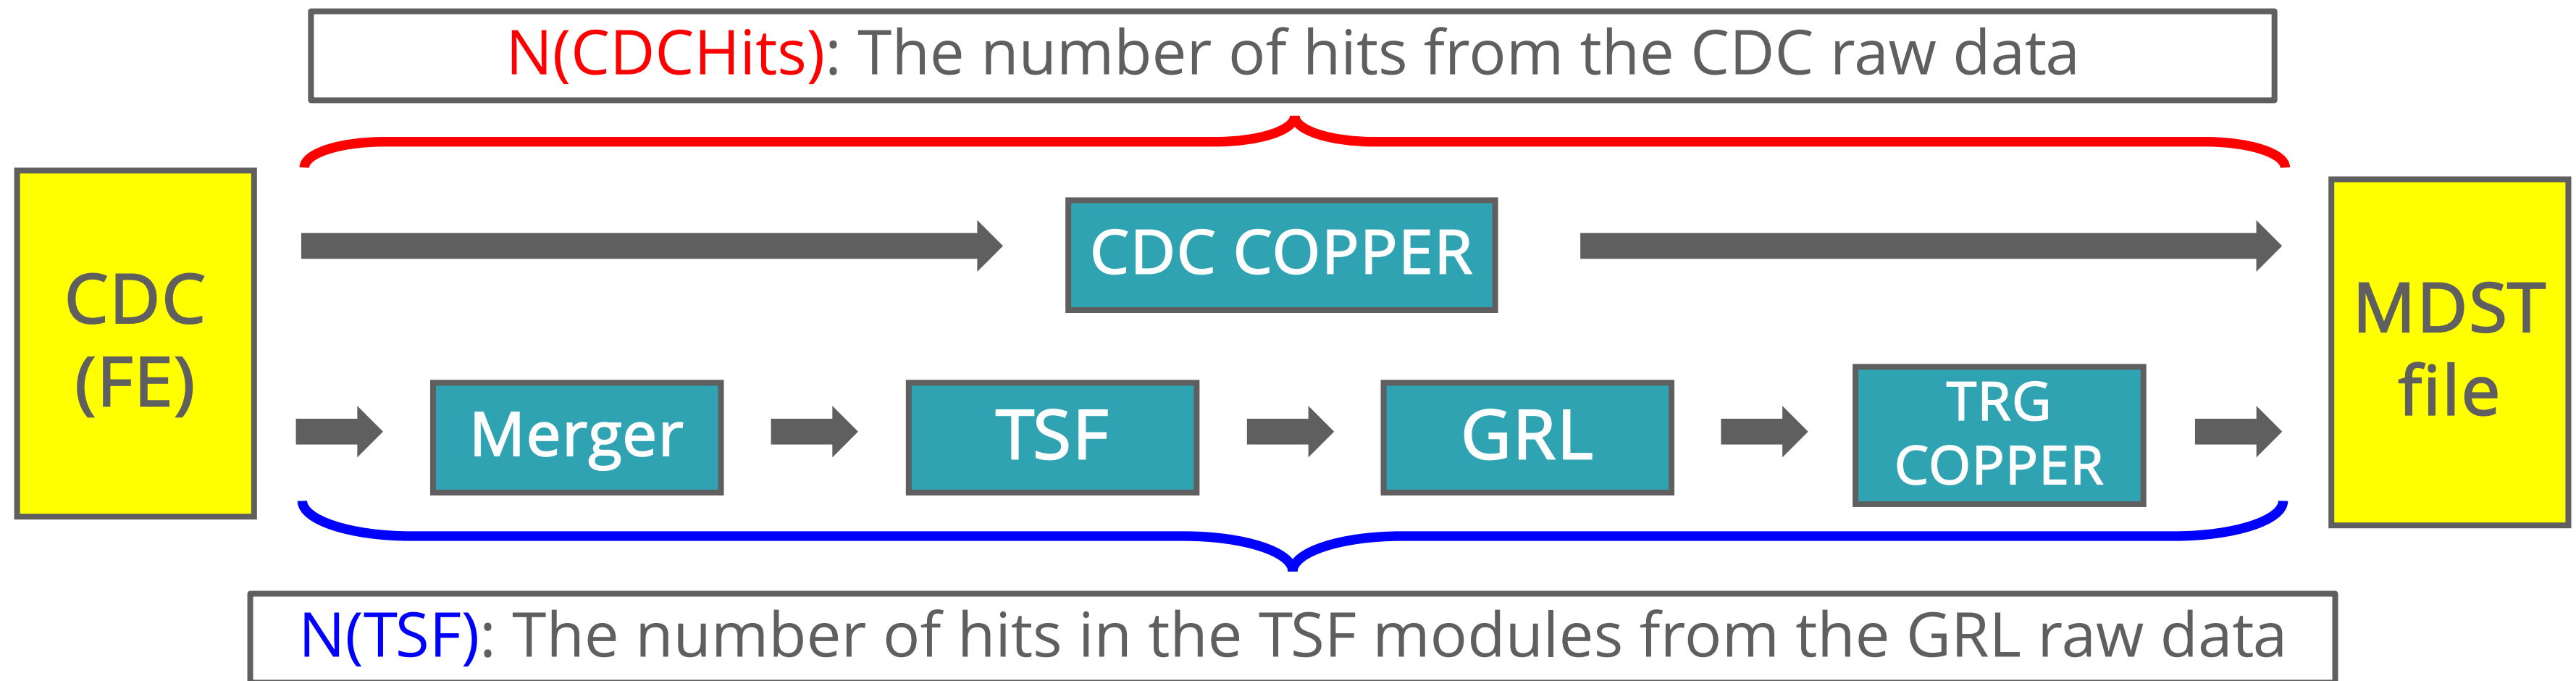 N(CDCHits): The number of hits from the CDC raw data
CDC
(FE)
CDC COPPER
MDST
file
Merger
TSF
GRL
TRG
COPPER
N(TSF): The number of hits in the TSF modules from the GRL raw data